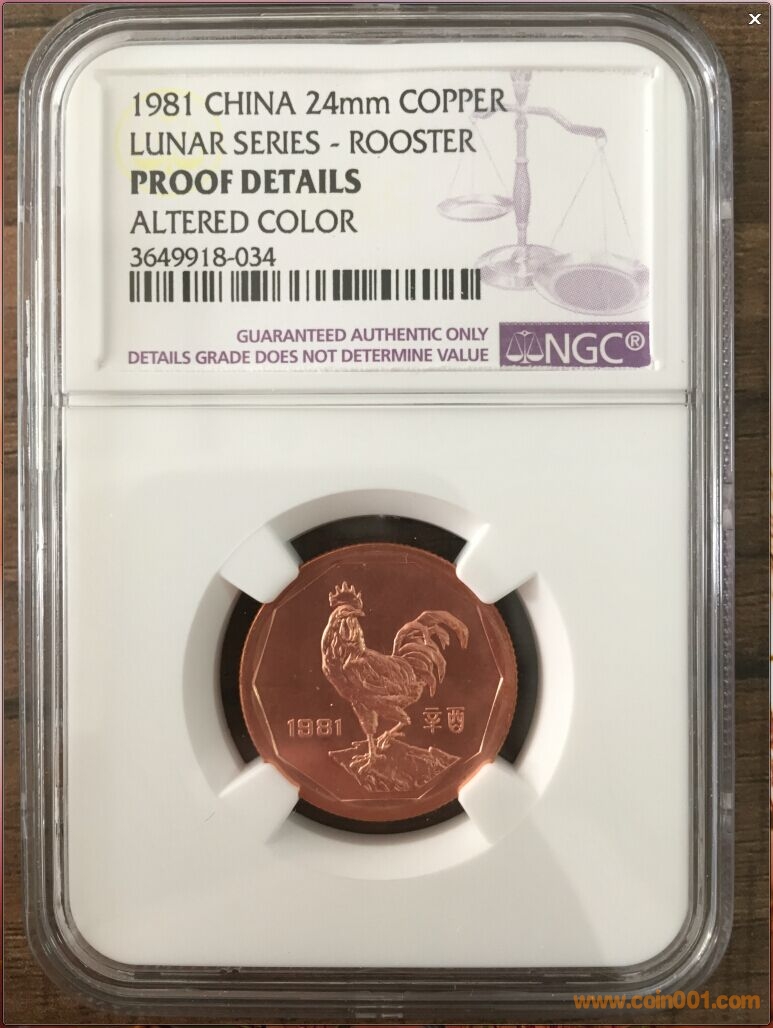 1981 CHINA 24mm COPPER
LUNAR SERIES - ROOSTER
PROOF DETAILS
ALTERED COLOR
3649918-034
GUARANTEED AUTHENTIC ONLY
DETAILS GRADE DOES NOT DETERMINE VALUE
NGC®
1981 辛酉
www.coin001.com